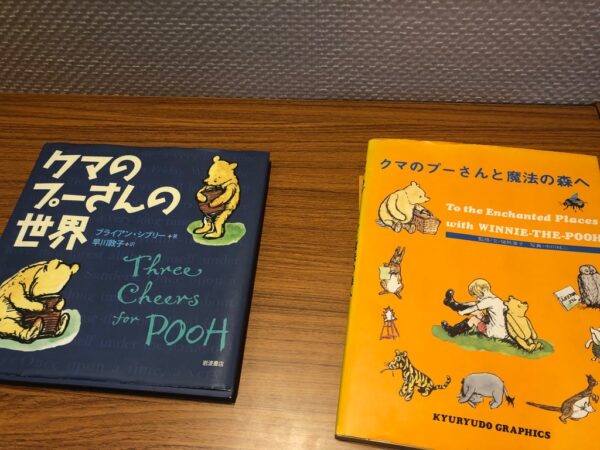 クマの
プーさんの
世界
ブライアン・シブリー＋著
早川敦子＋訳
Three
Cheers
for POOH
岩波書店
クマのプーさんと魔法の森へ
To the Enchanted Places
with WINNIE-THE-POOH
KYURYUDO GRAPHICS